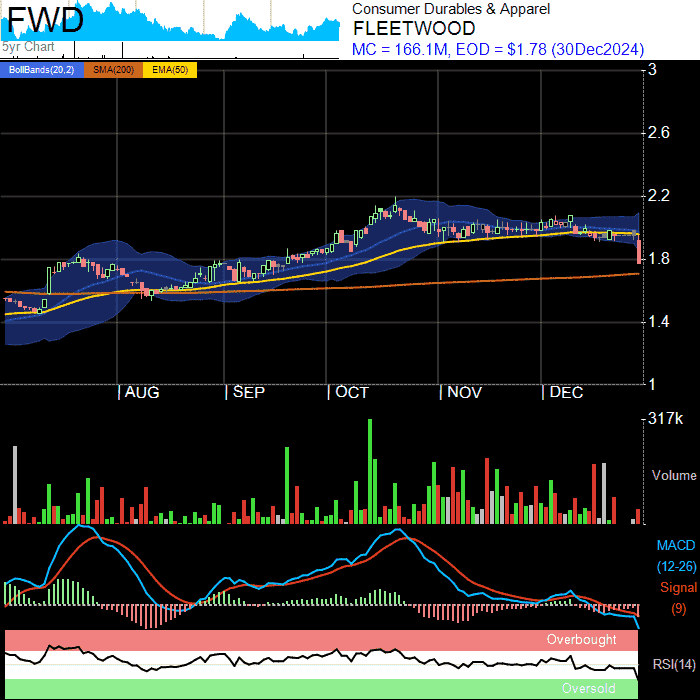 FWD
5yr Chart
Consumer Durables & Apparel
FLEETWOOD
MC = 166.1M, EOD = $1.78 (30Dec2024)
BollBands(20,2) SMA(200) EMA(50)
3
2.6
2.2
1.8
1.4
1
AUG SEP OCT NOV DEC
317k
Volume
MACD
(12-26)
Signal
(9)
Overbought
RSI(14)
Oversold